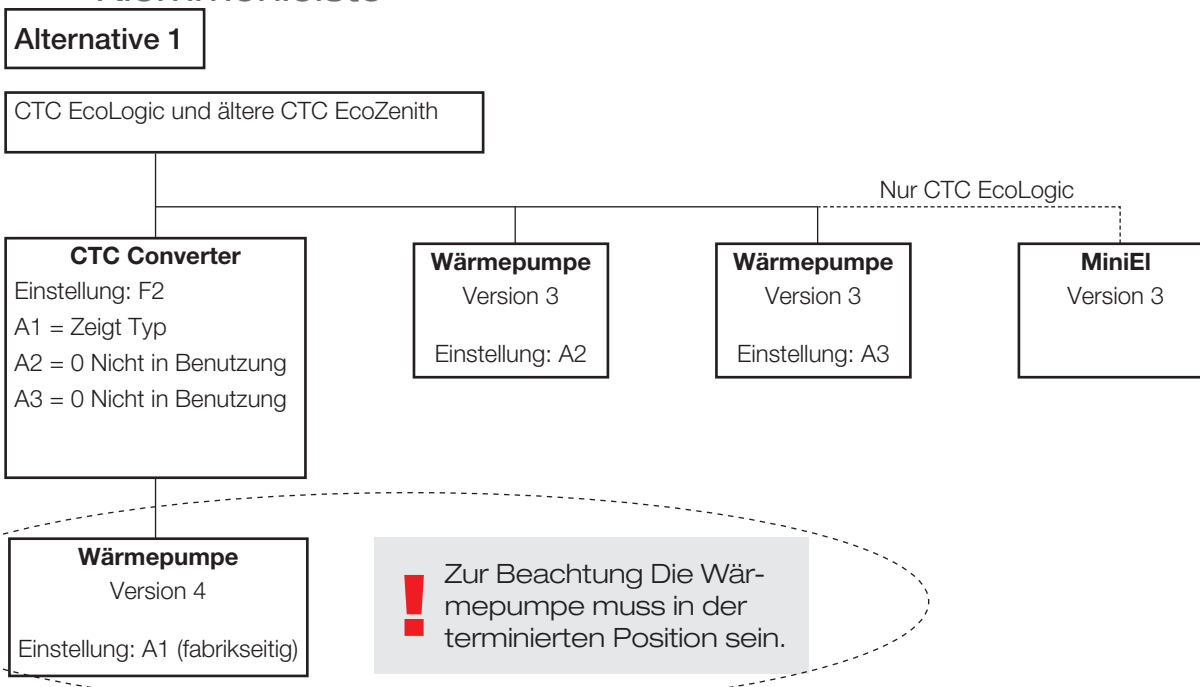 Alternative 1
CTC EcoLogic und ältere CTC EcoZenith
Nur CTC EcoLogic
CTC Converter
Einstellung: F2
A1 = Zeigt Typ
A2 = 0 Nicht in Benutzung
A3 = 0 Nicht in Benutzung
Wärmepumpe
Version 3
Einstellung: A2
Wärmepumpe
Version 3
Einstellung: A3
MiniEl
Version 3
Wärmepumpe
Version 4
Einstellung: A1 (fabrikseitig)
! Zur Beachtung Die Wär-
mepumpe muss in der
terminierten Position sein.